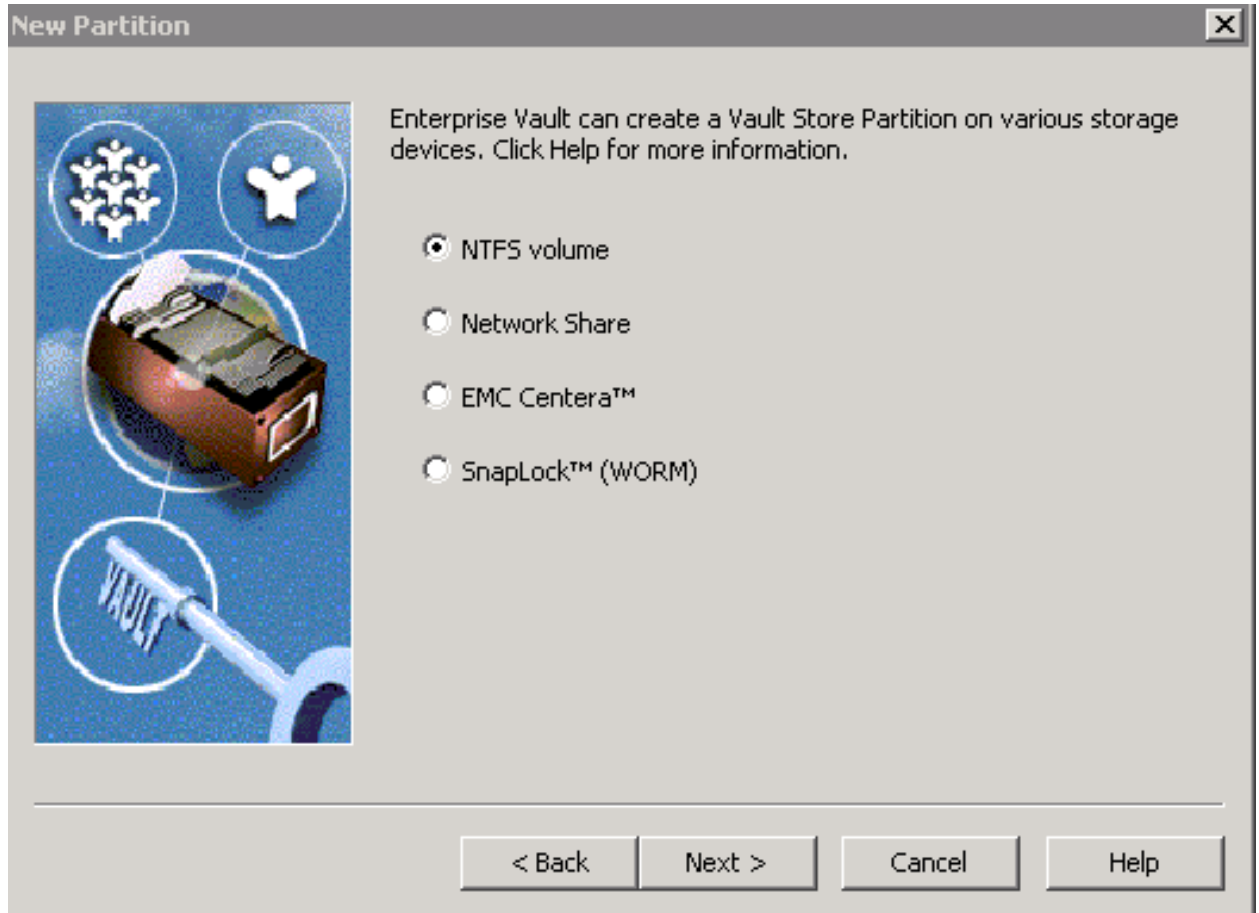 New Partition
Enterprise Vault can create a Vault Store Partition on various storage
devices. Click Help for more information.
NTFS volume
Network Share
EMC Centera™
SnapLock™ (WORM)
VAULT
< Back
Next >
Cancel
Help